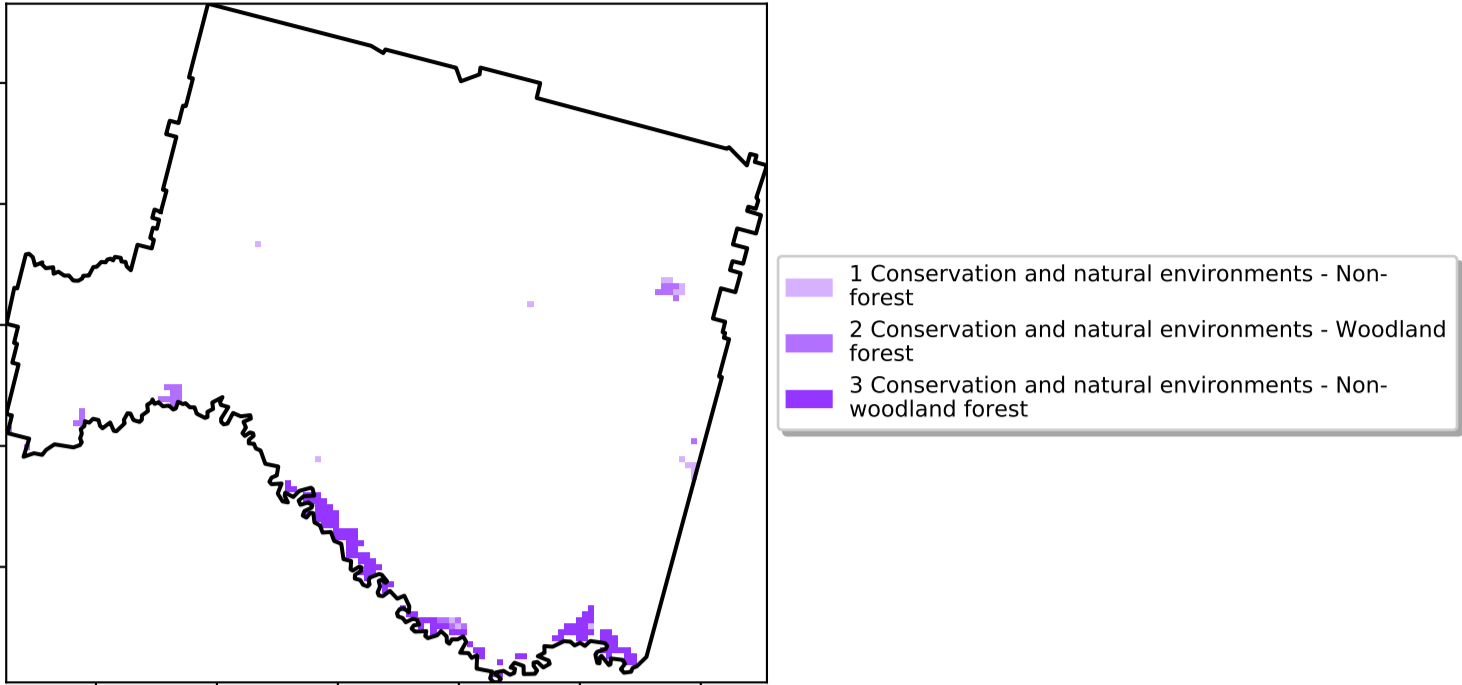 1 Conservation and natural environments - Non-
forest
2 Conservation and natural environments - Woodland
forest
3 Conservation and natural environments - Non-
woodland forest